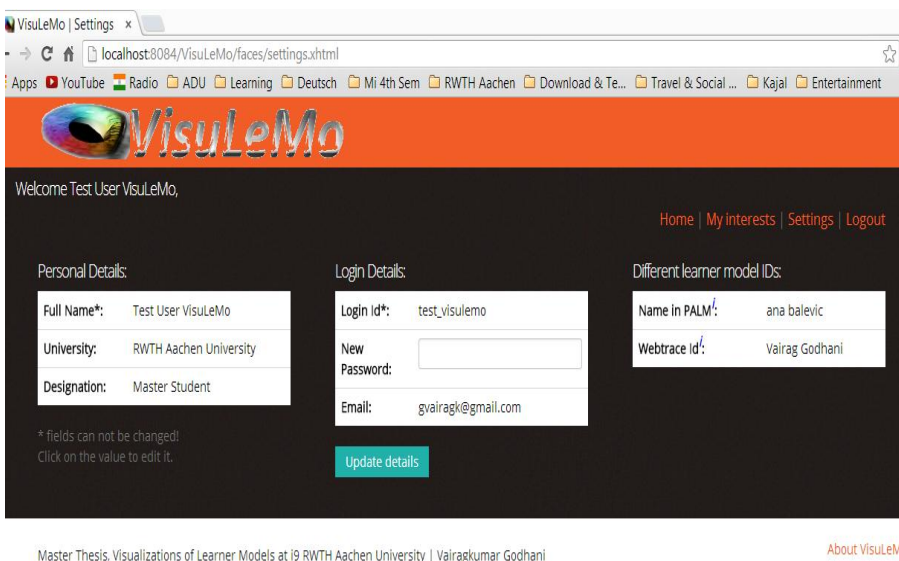 VisuLeMo | Settings ×
localhost:8084/VisuLeMo/faces/settings.xhtml
Apps YouTube Radio ADU Learning Deutsch Mi 4th Sem RWTH Aachen Download & Te... Travel & Social ... Kajal Entertainment
VisuLeMo
Welcome Test User VisuLeMo,
Home | My interests | Settings | Logout
Personal Details:
Full Name*: Test User VisuLeMo
University: RWTH Aachen University
Designation: Master Student
* fields can not be changed!
Click on the value to edit it.
Login Details:
Login Id*: test_visulemo
New
Password:
Email: gvairagk@gmail.com
Update details
Different learner model IDs:
Name in PALM i: ana balevic
Webtrace Id i: Vairag Godhani
Master Thesis, Visualizations of Learner Models at i9 RWTH Aachen University | Vairagkumar Godhani
About VisuLeM